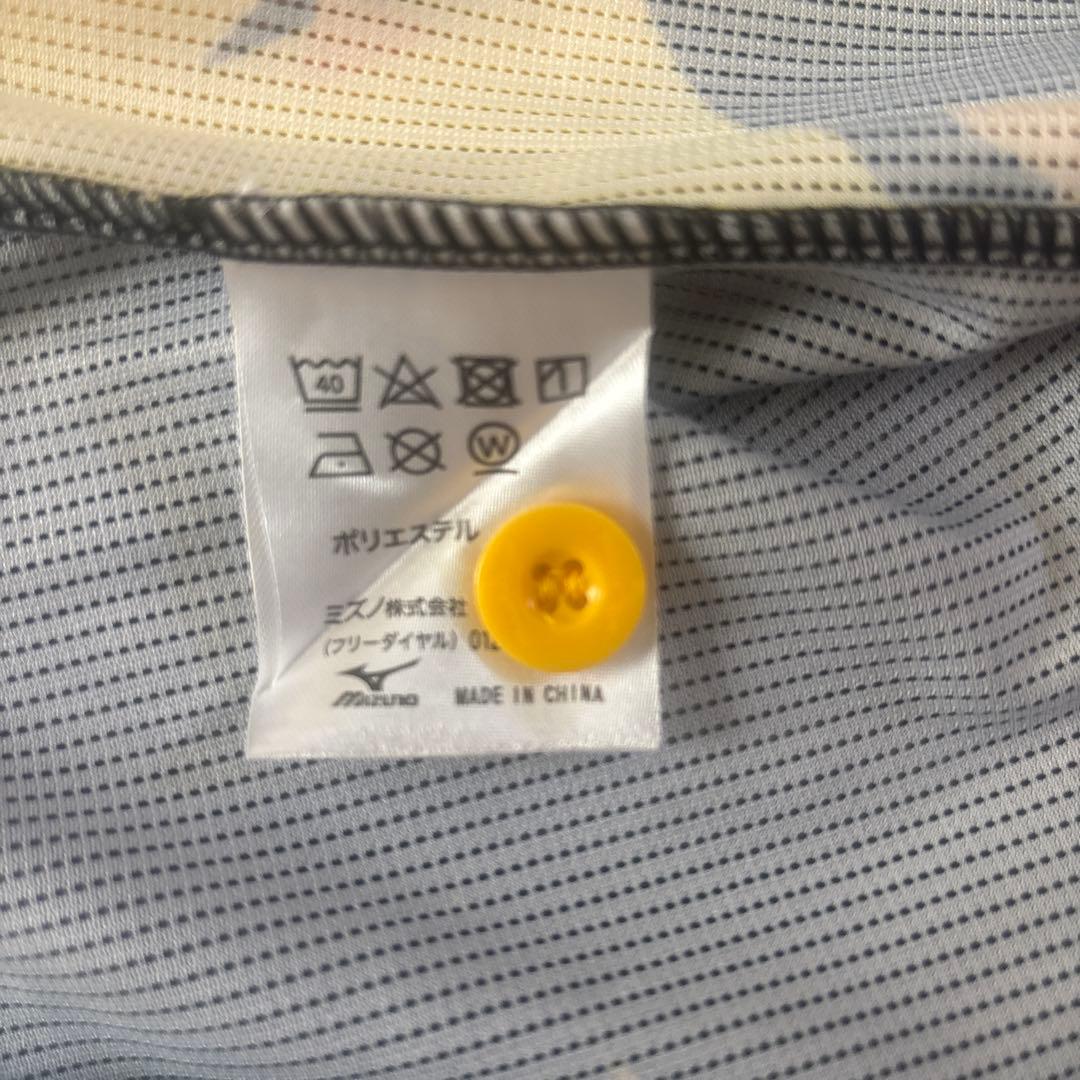 40
W
ポリエステル
ミズノ株式会社
(フリーダイヤル) 012
MIZUNO MADE IN CHINA